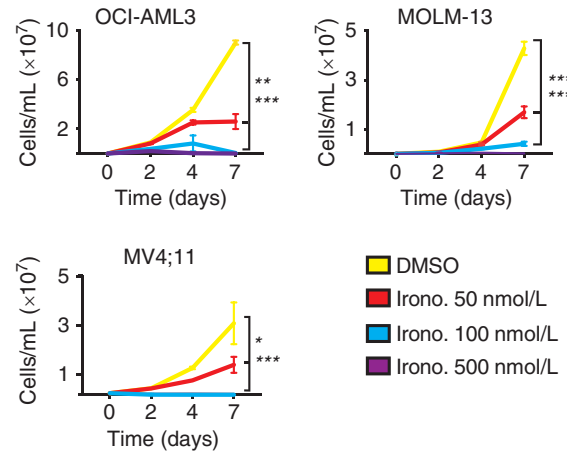 OCI-AML3
Cells/mL (×10⁷)
10
6
2
0 2 4 7
Time (days)
**
***
MOLM-13
Cells/mL (×10⁷)
5
3
1
0 2 4 7
Time (days)
***
***
MV4;11
Cells/mL (×10⁷)
5
3
1
0 2 4 7
Time (days)
*
***
DMSO
Irono. 50 nmol/L
Irono. 100 nmol/L
Irono. 500 nmol/L